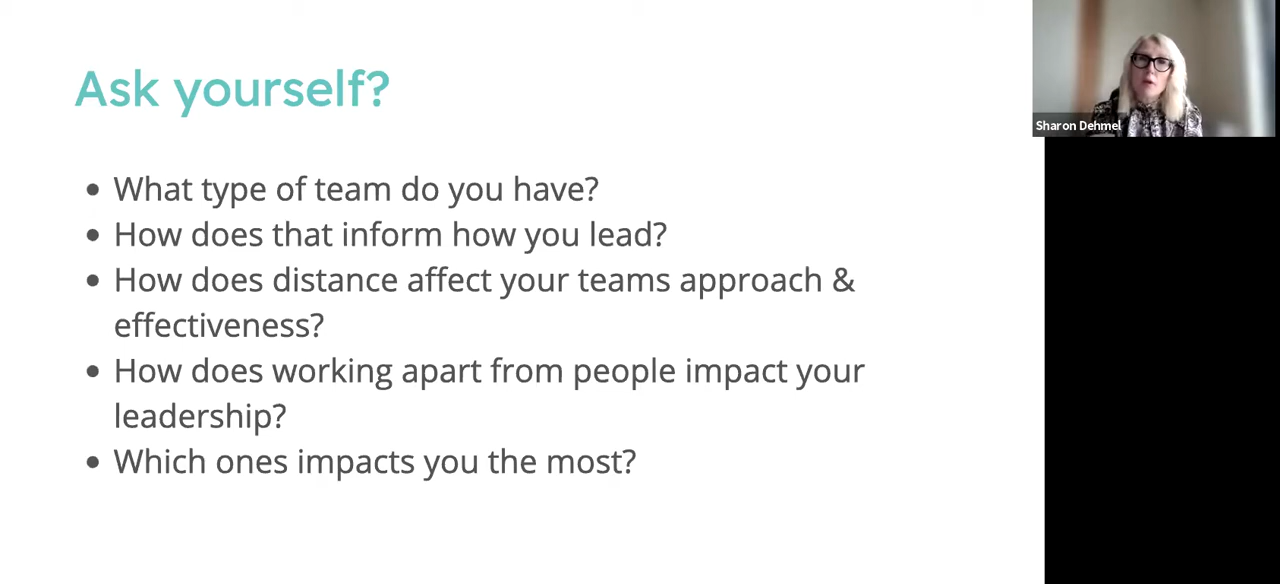 Ask yourself?
Sharon Dehmel
• What type of team do you have?
• How does that inform how you lead?
• How does distance affect your teams approach &
effectiveness?
• How does working apart from people impact your
leadership?
• Which ones impacts you the most?